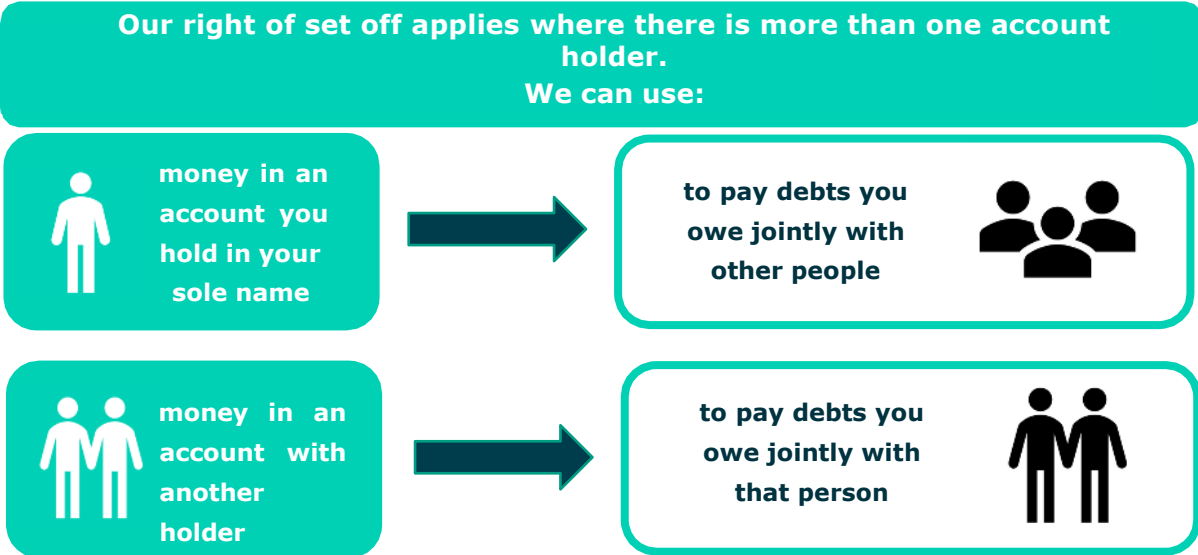 Our right of set off applies where there is more than one account
holder.
We can use:
money in an
account you
hold in your
sole name
to pay debts you
owe jointly with
other people
money in an
account with
another
holder
to pay debts you
owe jointly with
that person